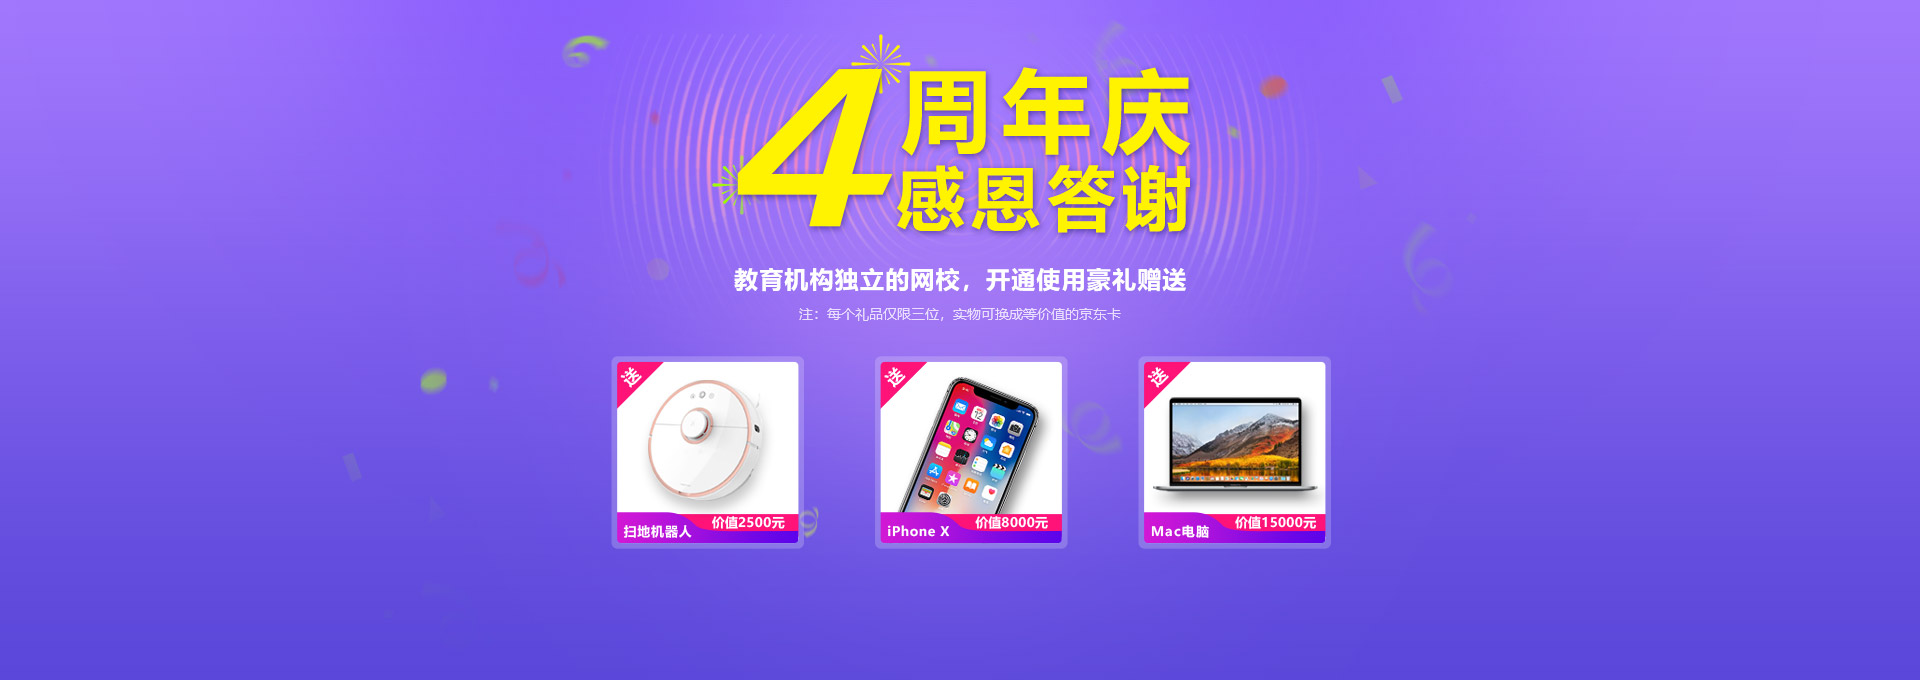 4周年庆
感恩答谢
教育机构独立的网校，开通使用豪礼赠送
注：每个礼品仅限三位，实物可换成等价值的京东卡
送
扫地机器人
价值2500元
送
iPhone X
价值8000元
送
Mac电脑
价值15000元